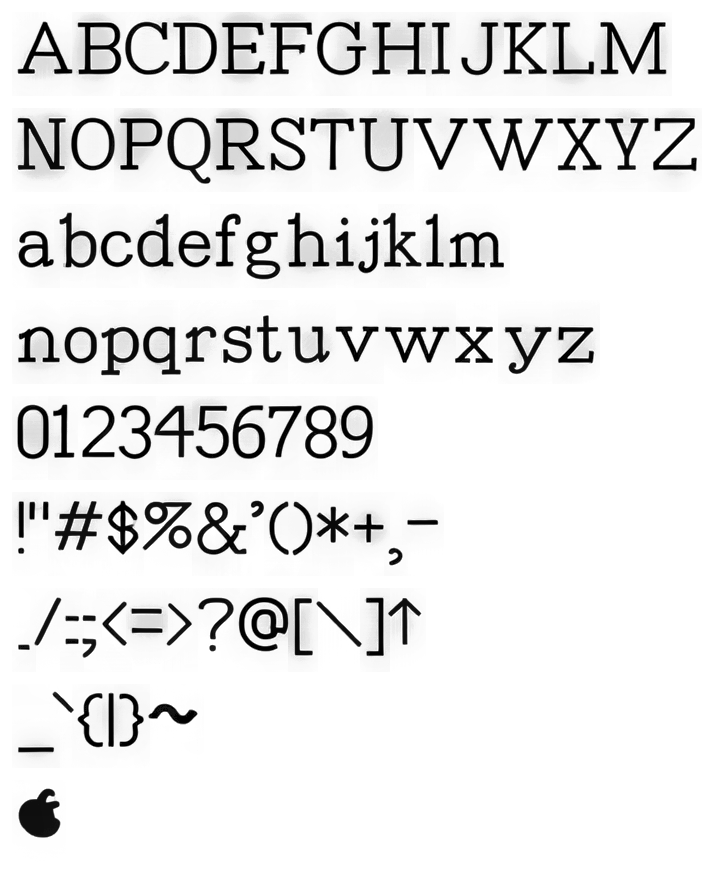 ABCDEFGHIJKLM
NOPQRSTUVWXYZ
abcdefghijklm
nopqrstuvwxyz
0123456789
!"#$%&’()*+,−
./:;<=>?@[\]↑
_`{|}~